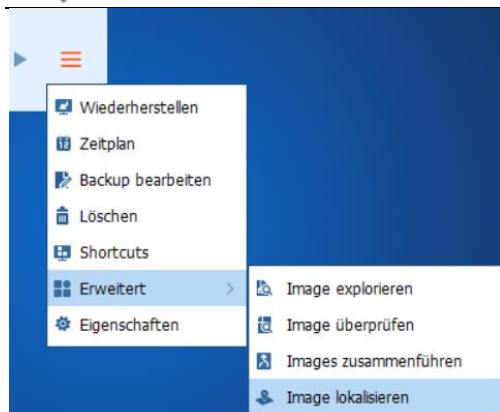 Wiederherstellen
Zeitplan
Backup bearbeiten
Löschen
Shortcuts
Erweitert
Eigenschaften
Image explorieren
Image überprüfen
Images zusammenführen
Image lokalisieren